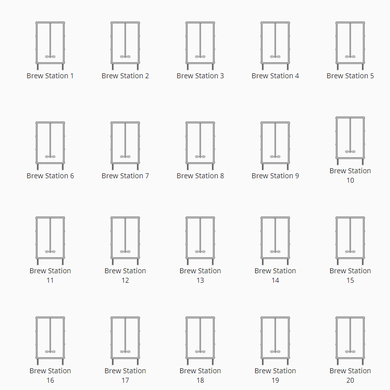 Brew Station 1
Brew Station 2
Brew Station 3
Brew Station 4
Brew Station 5
Brew Station 6
Brew Station 7
Brew Station 8
Brew Station 9
Brew Station
10
Brew Station
11
Brew Station
12
Brew Station
13
Brew Station
14
Brew Station
15
Brew Station
16
Brew Station
17
Brew Station
18
Brew Station
19
Brew Station
20